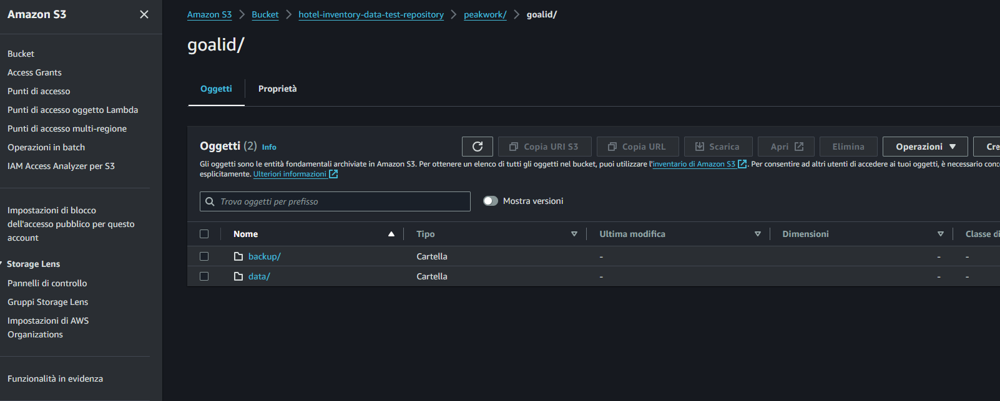 Amazon S3
Bucket
Access Grants
Punti di accesso
Punti di accesso oggetto Lambda
Punti di accesso multi-regione
Operazioni in batch
IAM Access Analyzer per S3
Impostazioni di blocco
dell'accesso pubblico per questo
account
Storage Lens
Pannelli di controllo
Gruppi Storage Lens
Impostazioni di AWS
Organizations
Funzionalità in evidenza
Amazon S3 > Bucket > hotel-inventory-data-test-repository > peakwork/ > goalid/
goalid/
Oggetti Proprietà
Oggetti (2) Info Copia URI S3 Copia URL Scarica Apri Elimina Operazioni Cre
Gli oggetti sono le entità fondamentali archiviate in Amazon S3. Per ottenere un elenco di tutti gli oggetti nel bucket, puoi utilizzare l'inventario di Amazon S3. Per consentire ad altri utenti di accedere ai tuoi oggetti, è necessario conc
esplicitamente. Ulteriori informazioni
Trova oggetti per prefisso Mostra versioni
Nome Tipo Ultima modifica Dimensioni Classe di
backup/ Cartella - - -
data/ Cartella - - -